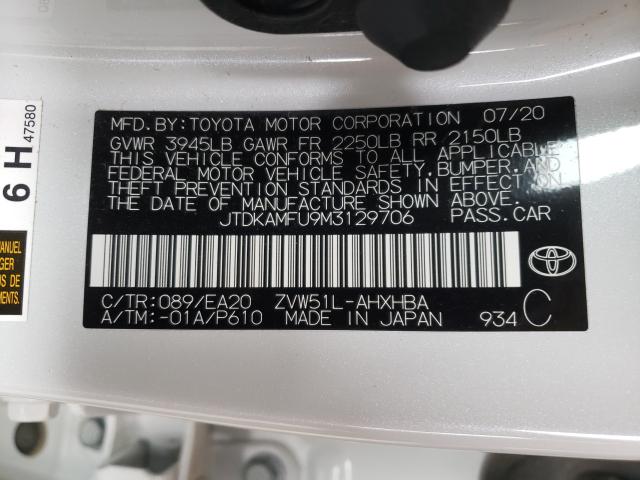 MFD.BY:TOYOTA MOTOR CORPORATION 07/20
GVWR 3945LB GAWR FR 2250LB RR 2150LB
THIS VEHICLE CONFORMS TO ALL APPLICABLE
FEDERAL MOTOR VEHICLE SAFETY,BUMPER,AND
THEFT PREVENTION STANDARDS IN EFFECT ON
THE DATE OF MANUFACTURE SHOWN ABOVE.
JTDKAMFU9M3129706 PASS.CAR
C/TR:089/EA20 ZVW51L-AHXHBA
A/TM:-01A/P610 MADE IN JAPAN 934 C
6 H
47580